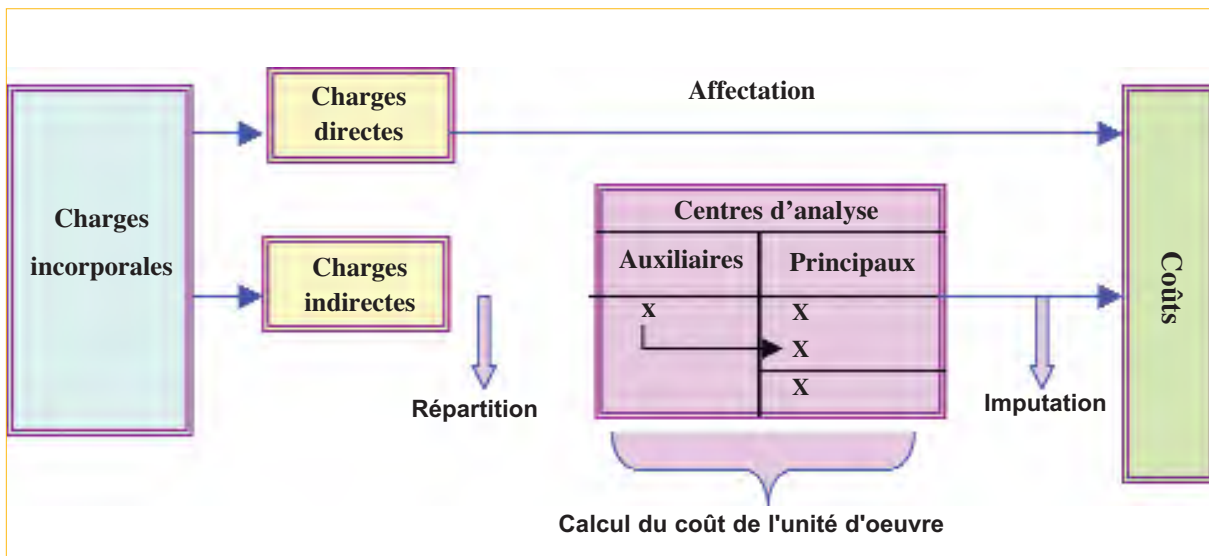 Charges
directes
Affectation
Charges
incorporales
Centres d'analyse
Auxiliaires
Principaux
Charges
indirectes
Coûts
x
X
X
X
Répartition
Imputation
Calcul du coût de l'unité d'oeuvre